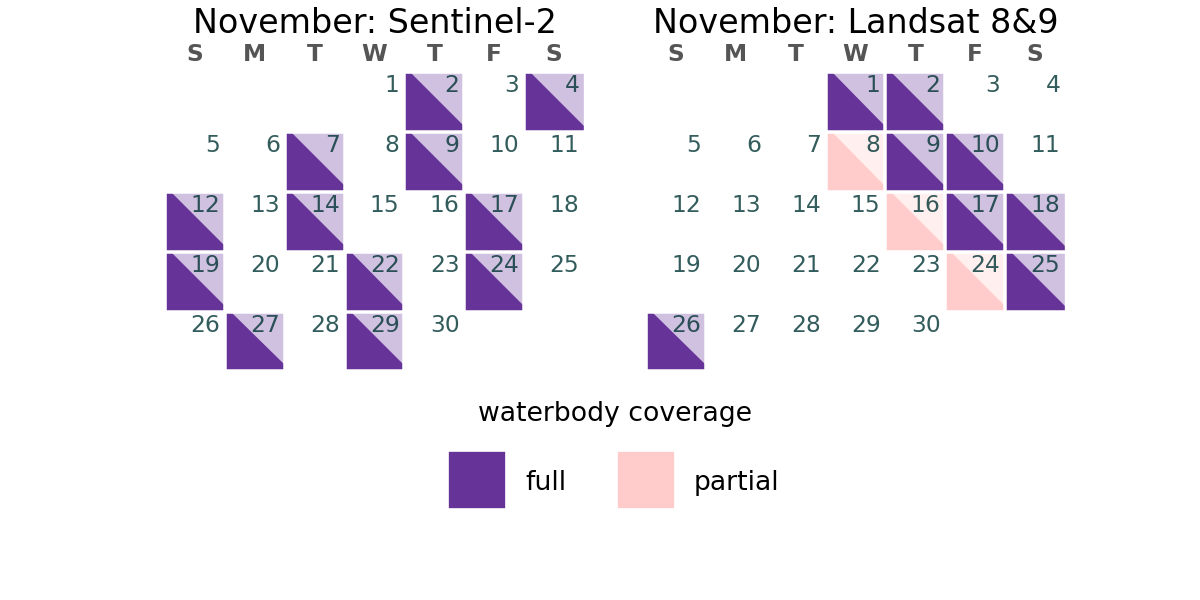 November: Sentinel-2
S M T W T F S
1 2 3 4
5 6 7 8 9 10 11
12 13 14 15 16 17 18
19 20 21 22 23 24 25
26 27 28 29 30
November: Landsat 8&9
S M T W T F S
1 2 3 4
5 6 7 8 9 10 11
12 13 14 15 16 17 18
19 20 21 22 23 24 25
26 27 28 29 30
waterbody coverage
full partial